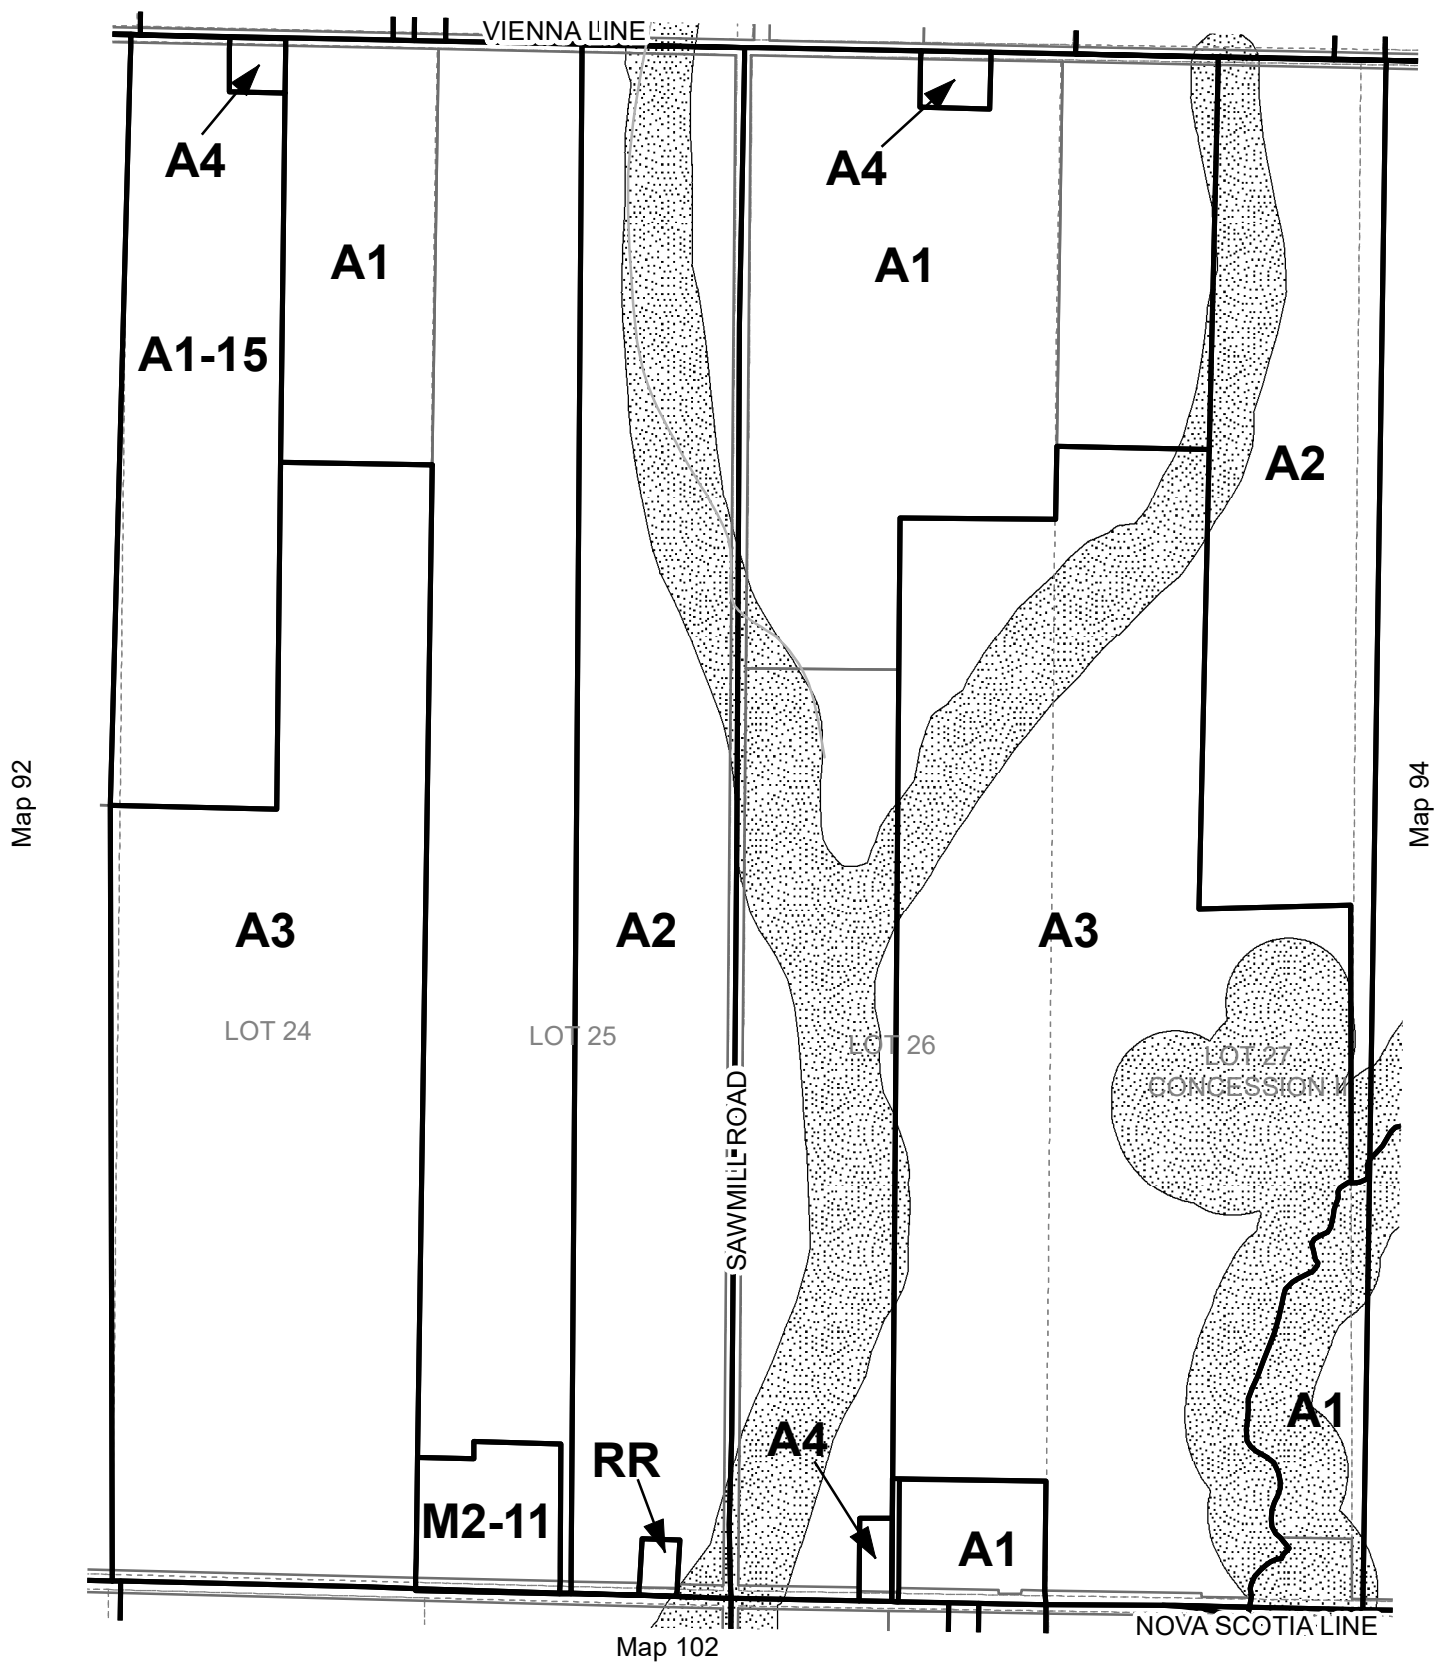 VIENNA LINE
A4
A4
A1
A1
A1-15
A2
Map 92
Map 94
A3
A2
A3
LOT 24
LOT 25
LOT 26
LOT 27
CONCESSION II
SAWMILL ROAD
A1
A4
RR
M2-11
A1
NOVA SCOTIA LINE
Map 102